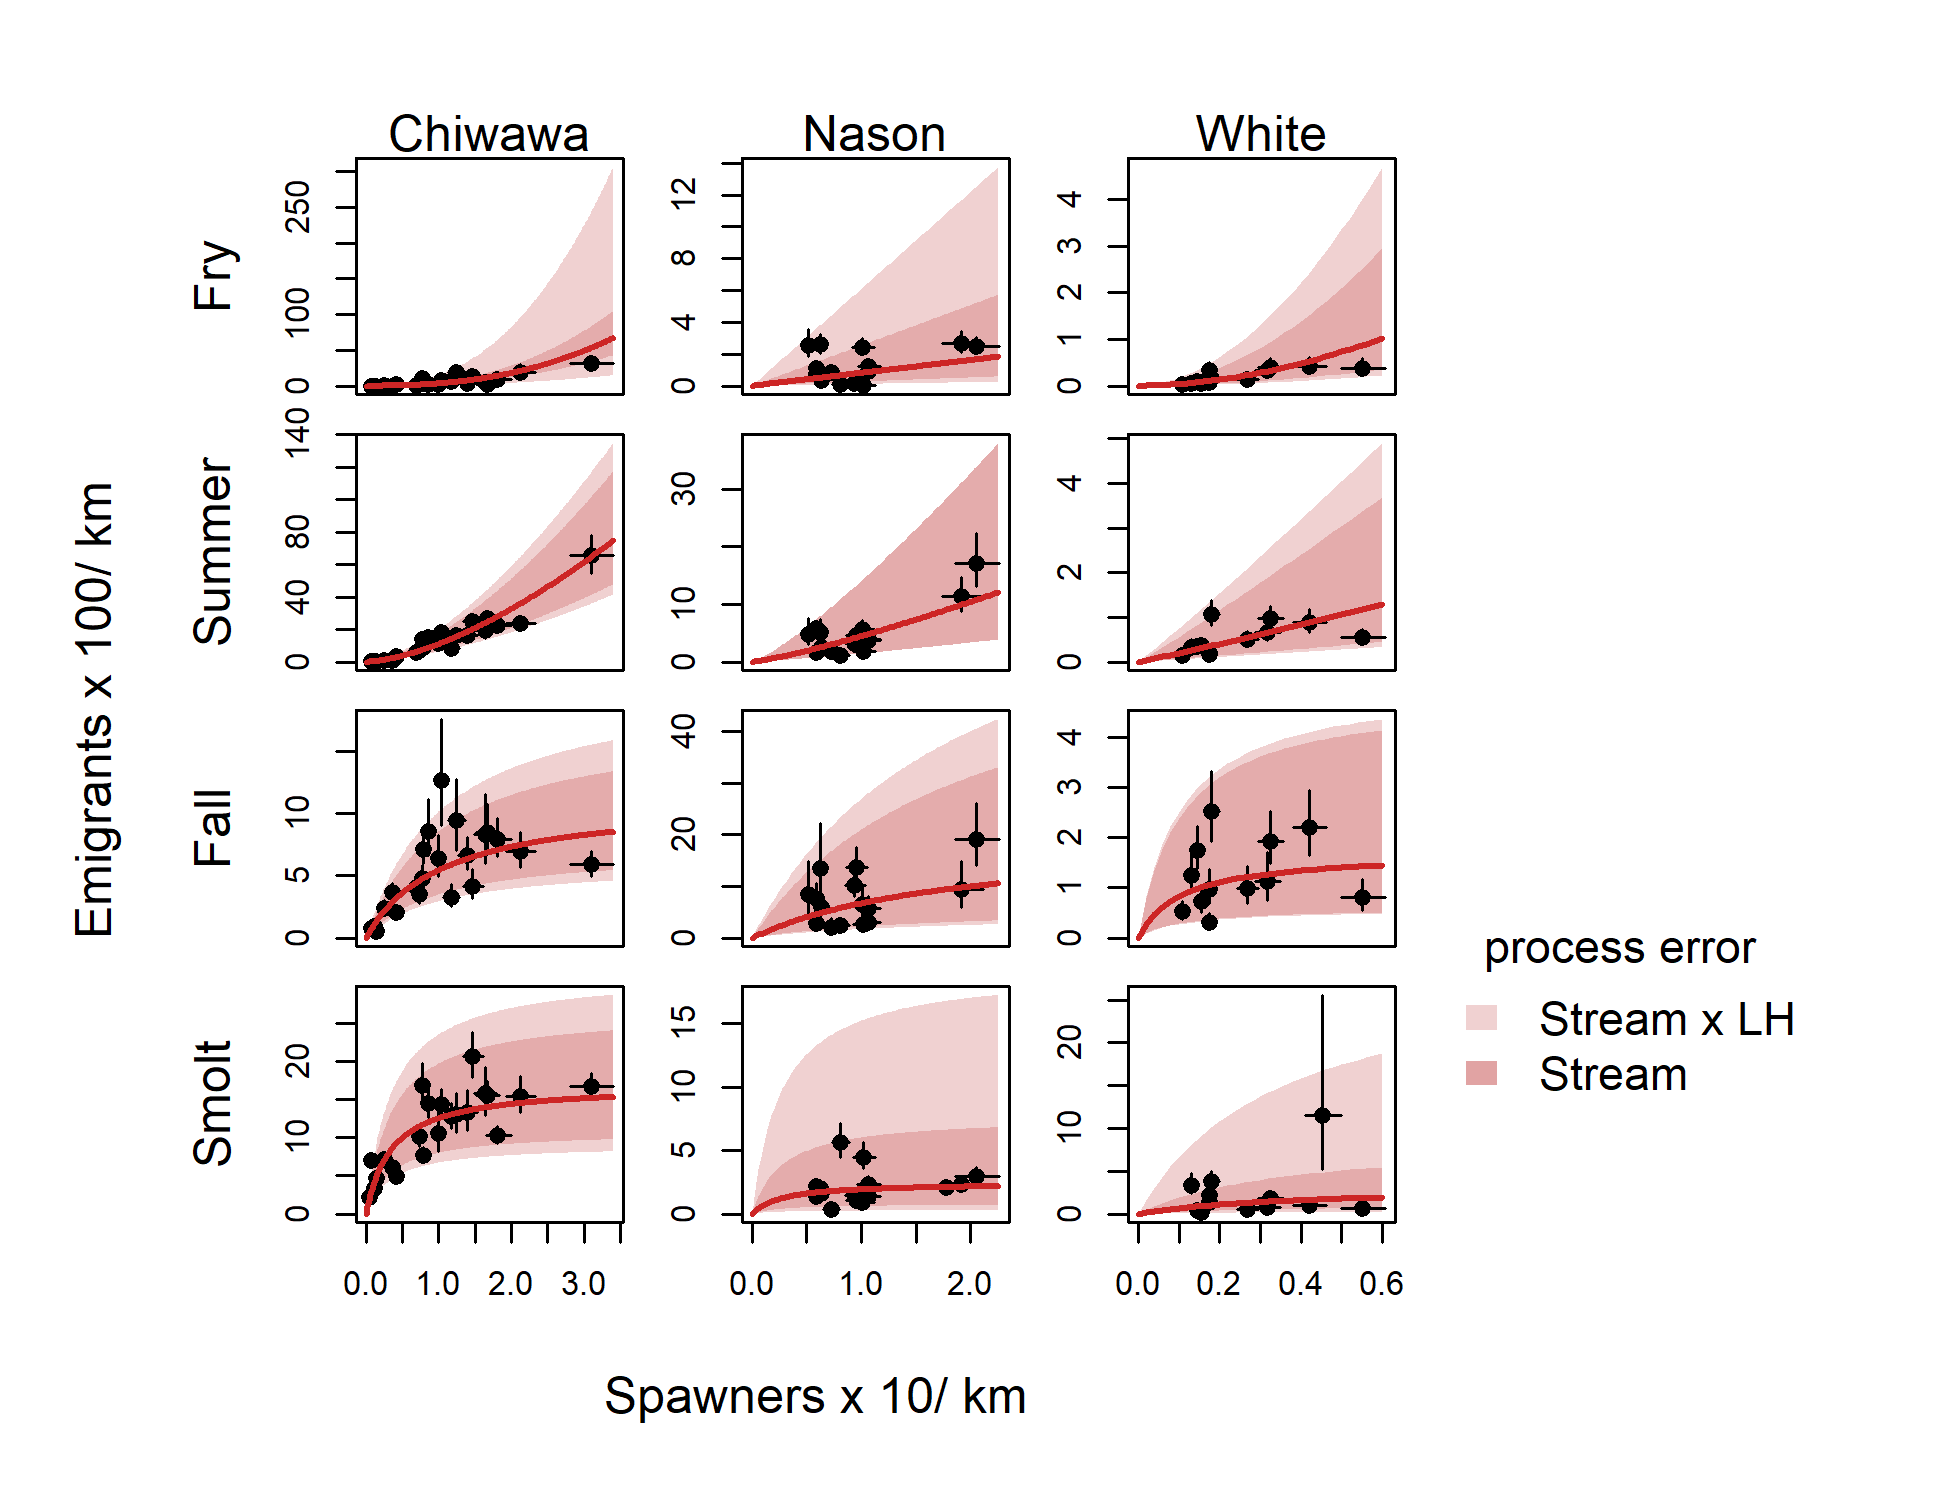 Chiwawa Nason White
Emigrants x 100/ km
Fry
0 100 250
0 4 8 12
0 1 2 3 4
Summer
0 40 80 140
0 10 30
0 2 4
Fall
0 5 10
0 20 40
0 1 2 3 4
Smolt
0 10 20
0 5 10 15
0 10 20
0.0 1.0 2.0 3.0
0.0 1.0 2.0
0.0 0.2 0.4 0.6
Spawners x 10/ km
process error
Stream x LH
Stream